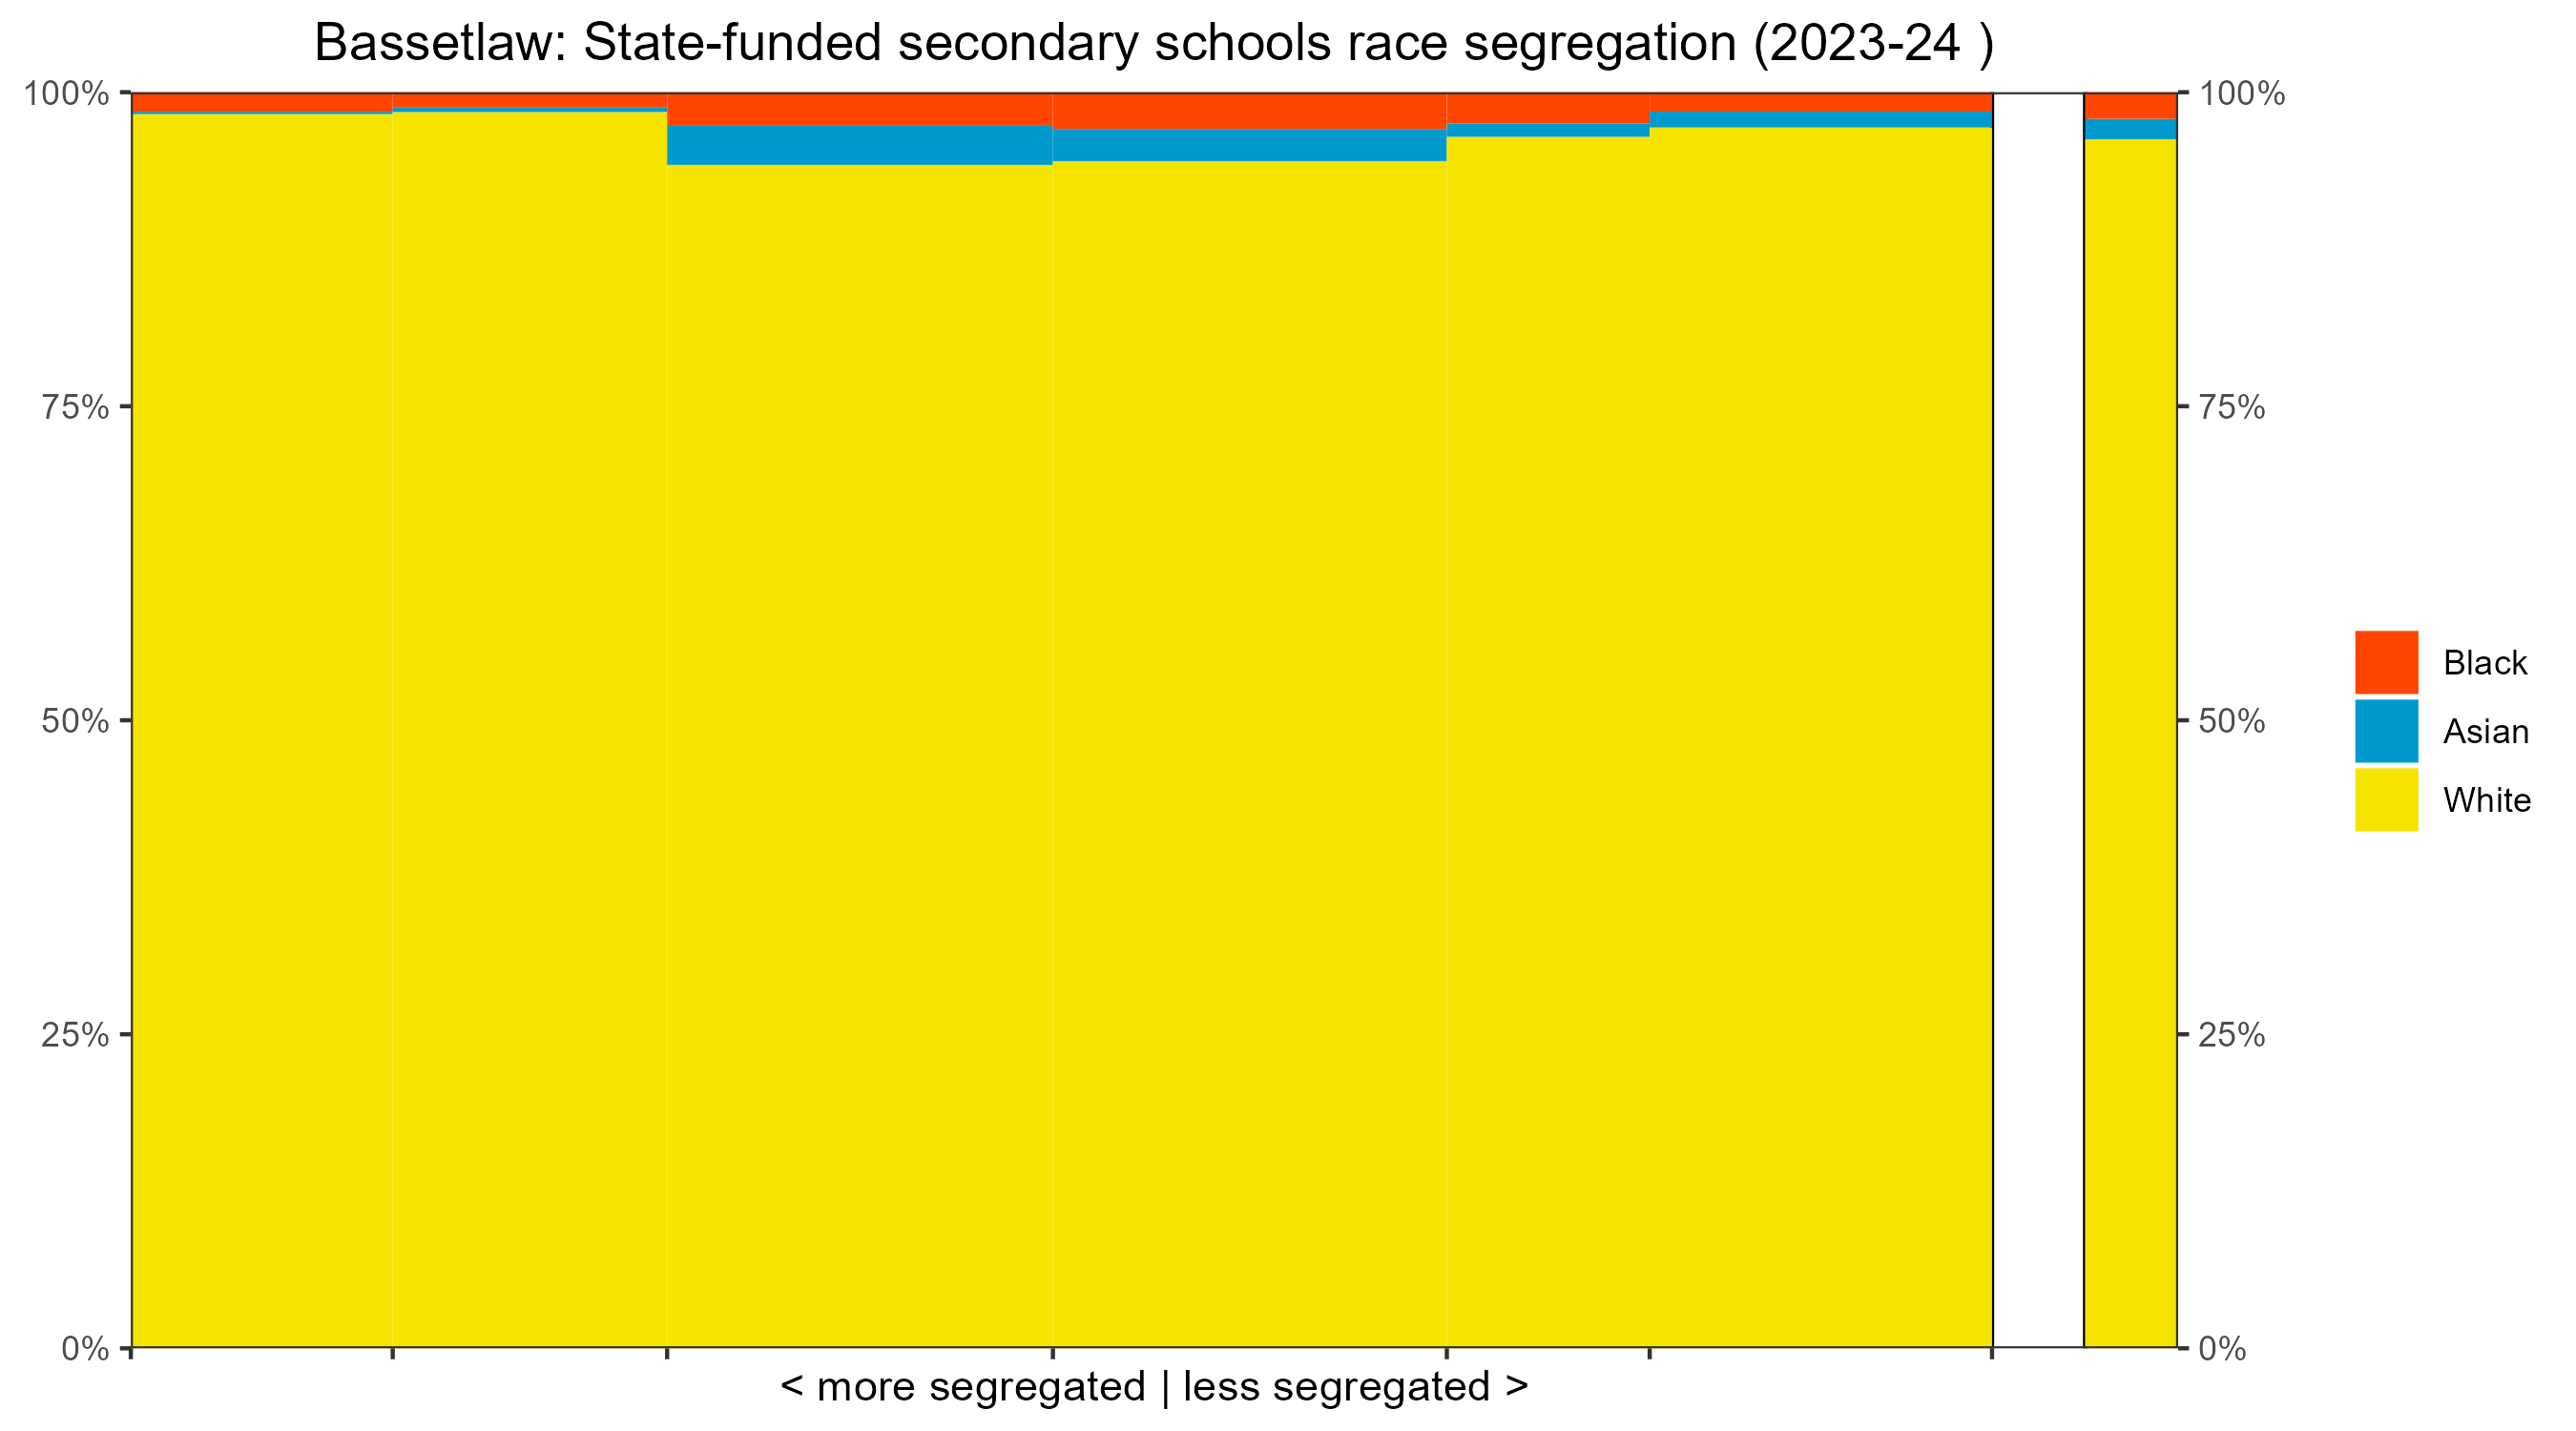 Bassetlaw: State-funded secondary schools race segregation (2023-24 )
100%
75%
50%
25%
0%
100%
75%
50%
25%
0%
Black
Asian
White
< more segregated | less segregated >